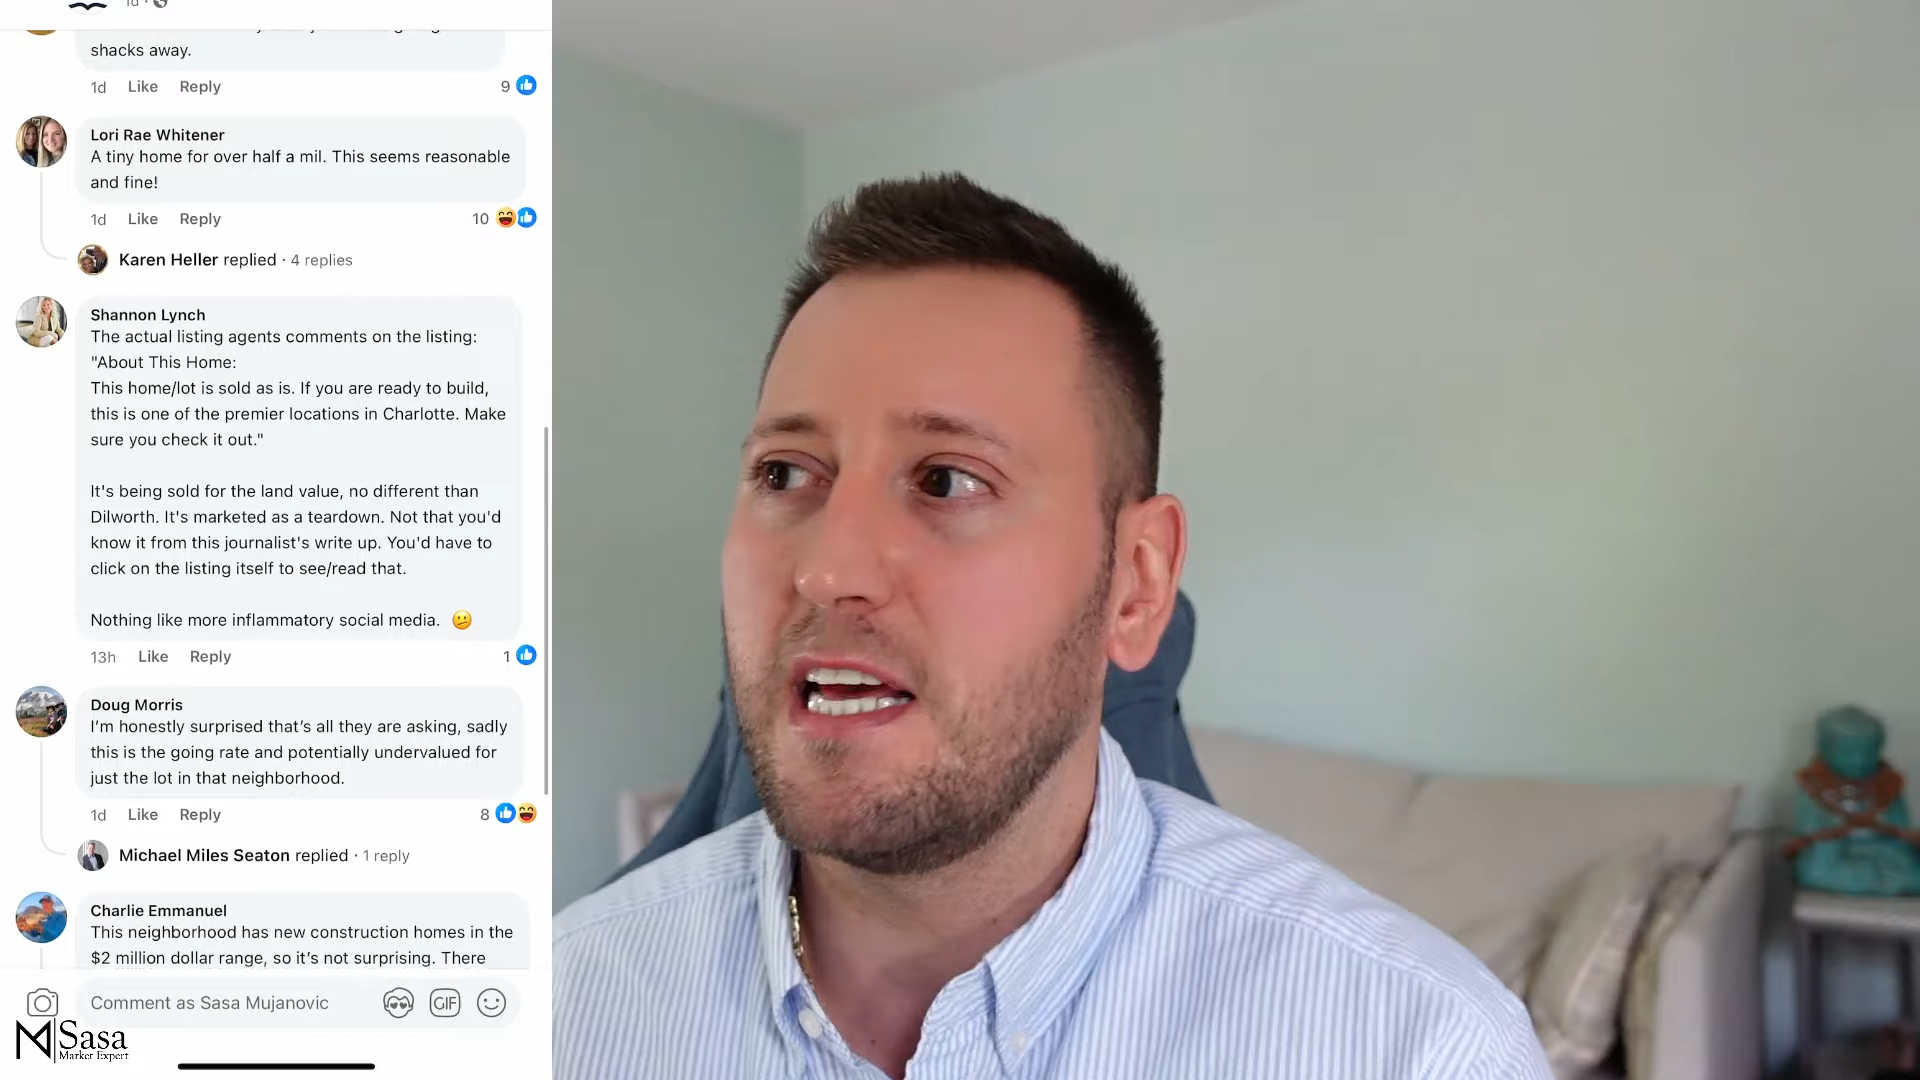 1d
shacks away.
1d Like Reply 9
Lori Rae Whitener
A tiny home for over half a mil. This seems reasonable
and fine!
1d Like Reply 10
Karen Heller replied · 4 replies
Shannon Lynch
The actual listing agents comments on the listing:
"About This Home:
This home/lot is sold as is. If you are ready to build,
this is one of the premier locations in Charlotte. Make
sure you check it out."
It's being sold for the land value, no different than
Dilworth. It's marketed as a teardown. Not that you'd
know it from this journalist's write up. You'd have to
click on the listing itself to see/read that.
Nothing like more inflammatory social media. 🫤
13h Like Reply 1
Doug Morris
I’m honestly surprised that’s all they are asking, sadly
this is the going rate and potentially undervalued for
just the lot in that neighborhood.
1d Like Reply 8
Michael Miles Seaton replied · 1 reply
Charlie Emmanuel
This neighborhood has new construction homes in the
$2 million dollar range, so it’s not surprising. There
Comment as Sasa Mujanovic GIF
Sasa
Market Expert